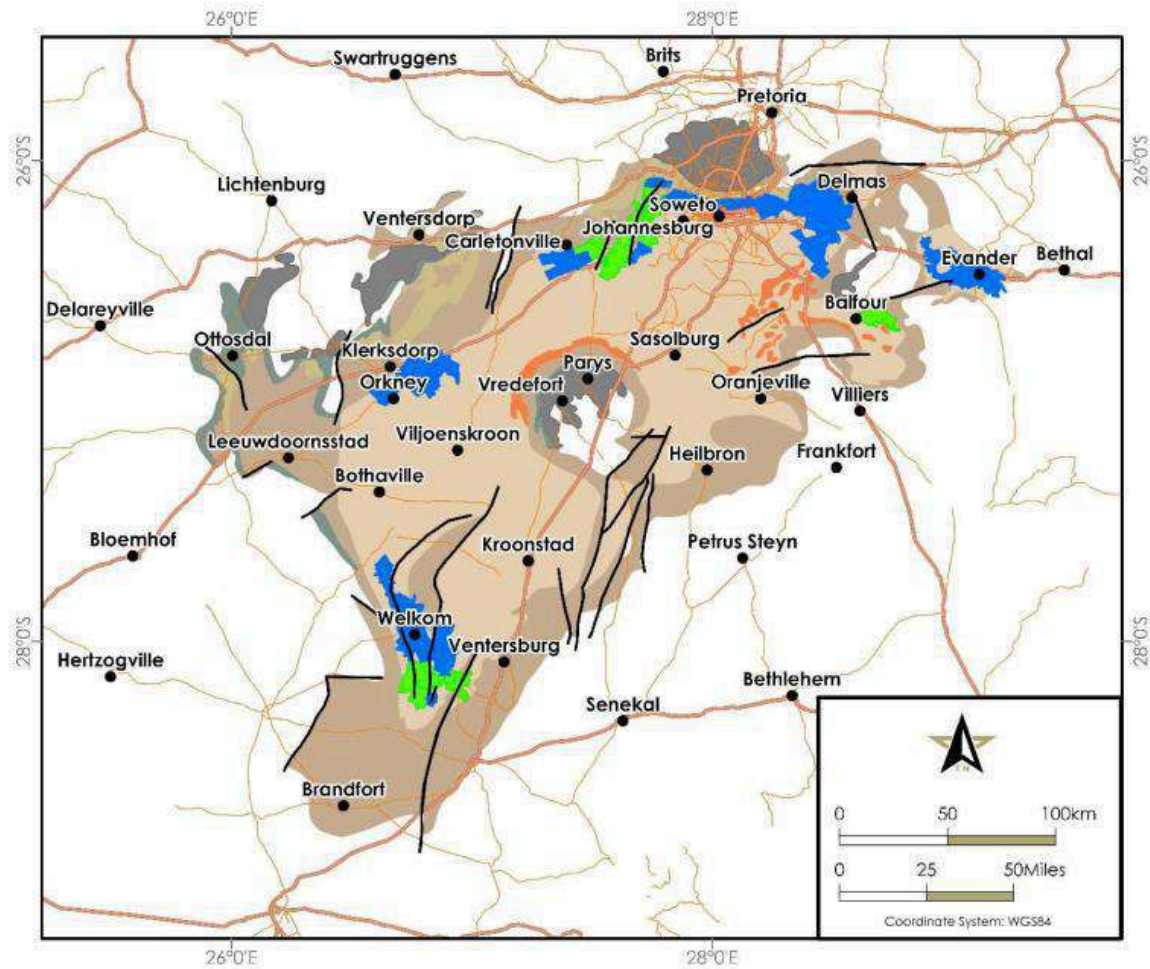 26°0'E
28°0'E
Swartruggens
Brits
Pretoria
26°0'S
26°0'S
Lichtenburg
Delmas
Ventersdorp
Soweto
Carletonville
Johannesburg
Evander
Bethal
Delareyville
Balfour
Ottosdal
Klerksdorp
Sasolburg
Parys
Orkney
Vredefort
Oranjeville
Villiers
Leeuwdoornsstad
Viljoenskroon
Heilbron
Frankfort
Bothaville
Bloemhof
Kroonstad
Petrus Steyn
Welkom
28°0'S
28°0'S
Ventersburg
Hertzogville
Bethlehem
Senekal
Brandfort
0
50
100km
0
25
50Miles
Coordinate System: WGS84
26°0'E
28°0'E